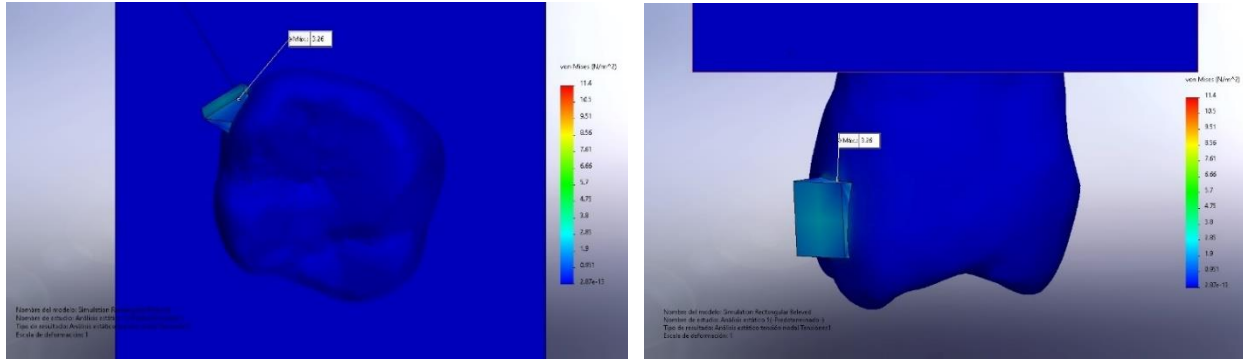 Máx.: 3.26
von Mises (N/m^2)
11.4
10.5
9.51
8.56
7.61
6.66
5.7
4.75
3.8
2.85
1.9
0.951
2.87e-13
Nombre del modelo: Simulation
Nombre de estudio: Análisis estático
Tipo de resultado: Análisis estático
Escala de deformación: 1
Máx.: 3.26
von Mises (N/m^2)
11.4
10.5
9.51
8.56
7.61
6.66
5.7
4.75
3.8
2.85
1.9
0.951
2.87e-13
Nombre del modelo: Simulation Rectangular Beleved
Nombre de estudio: Análisis estático 1(-Predeterminado-)
Tipo de resultado: Análisis estático tensión nodal Tensiones1
Escala de deformación: 1